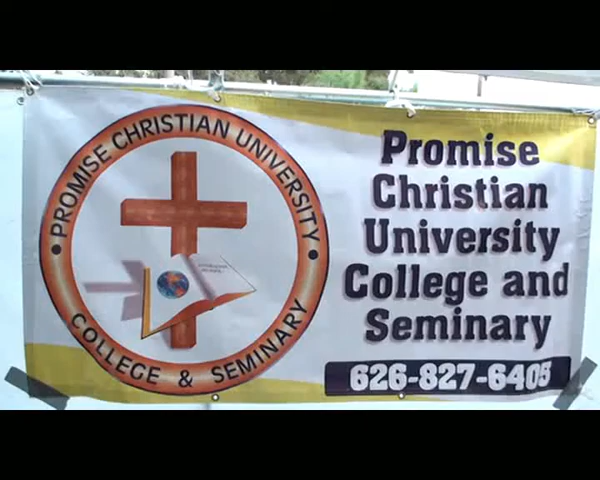 PROMISE CHRISTIAN UNIVERSITY
COLLEGE & SEMINARY
Promise
Christian
University
College and
Seminary
626-827-6405